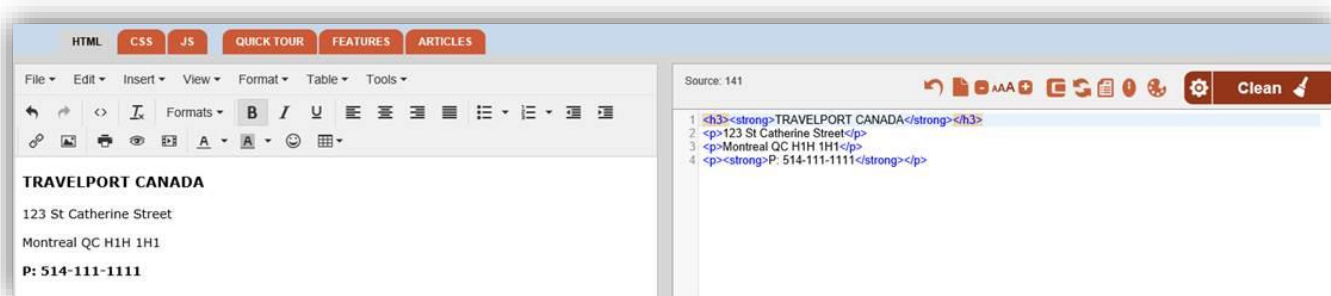 HTML CSS JS QUICK TOUR FEATURES ARTICLES
File Edit Insert View Format Table Tools
Formats B I U
A A
TRAVELPORT CANADA
123 St Catherine Street
Montreal QC H1H 1H1
P: 514-111-1111
Source: 141
AAA Clean
1 <h3><strong>TRAVELPORT CANADA</strong></h3>
2 <p>123 St Catherine Street</p>
3 <p>Montreal QC H1H 1H1</p>
4 <p><strong>P: 514-111-1111</strong></p>